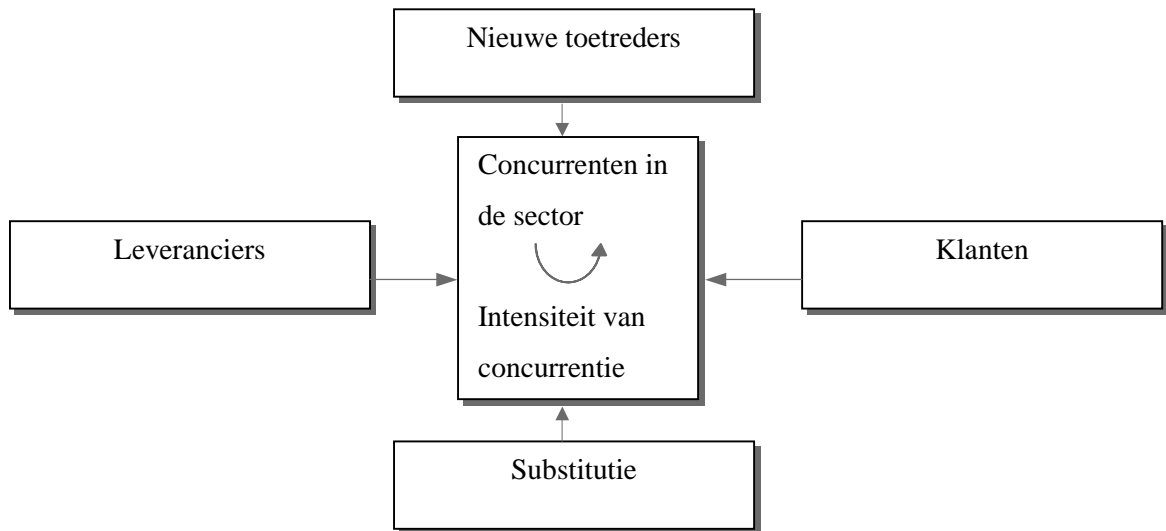 Nieuwe toetreders
Concurrenten in
de sector
Leveranciers
Klanten
Intensiteit van
concurrentie
Substitutie